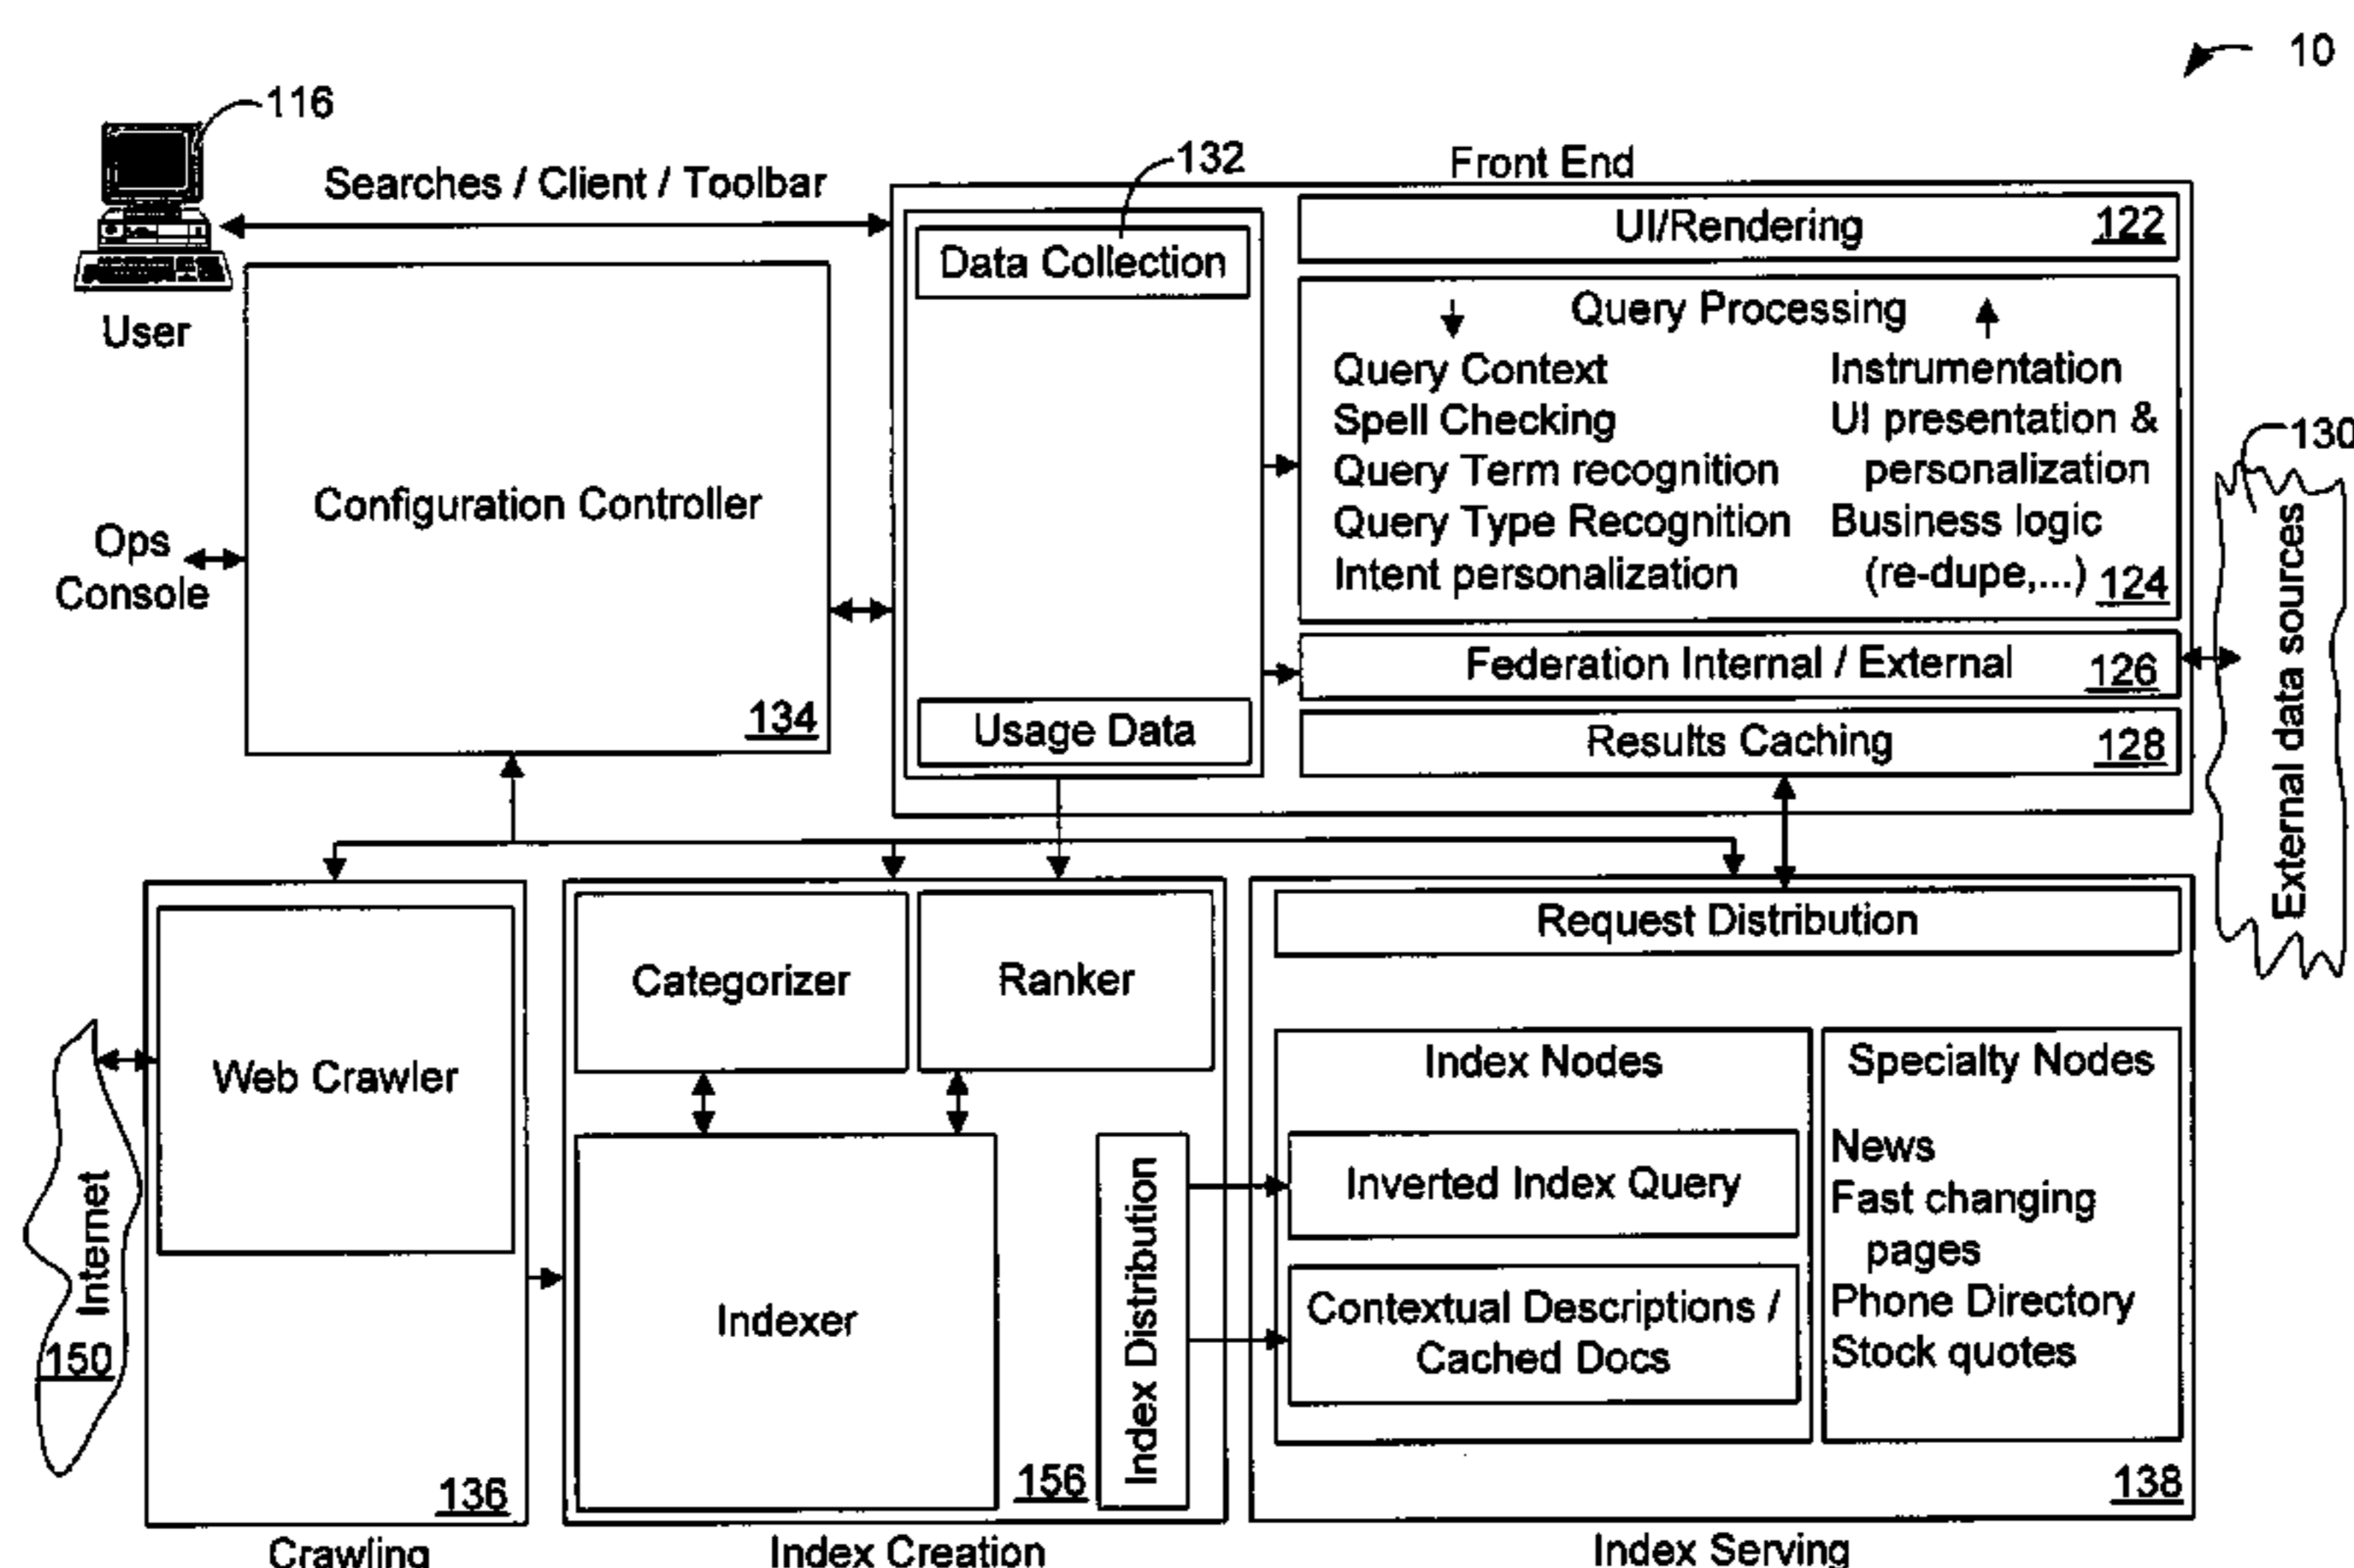 10
116
Searches / Client / Toolbar
132
Front End
User
Data Collection
UI/Rendering 122
Query Processing
Query Context
Spell Checking
Query Term recognition
Query Type Recognition
Intent personalization
Instrumentation
UI presentation &
personalization
Business logic
(re-dupe,...) 124
130
External data sources
Configuration Controller
134
Ops
Console
Federation Internal / External 126
Usage Data
Results Caching 128
Internet
150
Web Crawler
136
Crawling
Categorizer
Ranker
Indexer
156
Index Distribution
Index Creation
Request Distribution
Index Nodes
Inverted Index Query
Contextual Descriptions /
Cached Docs
Specialty Nodes
News
Fast changing
pages
Phone Directory
Stock quotes
138
Index Serving